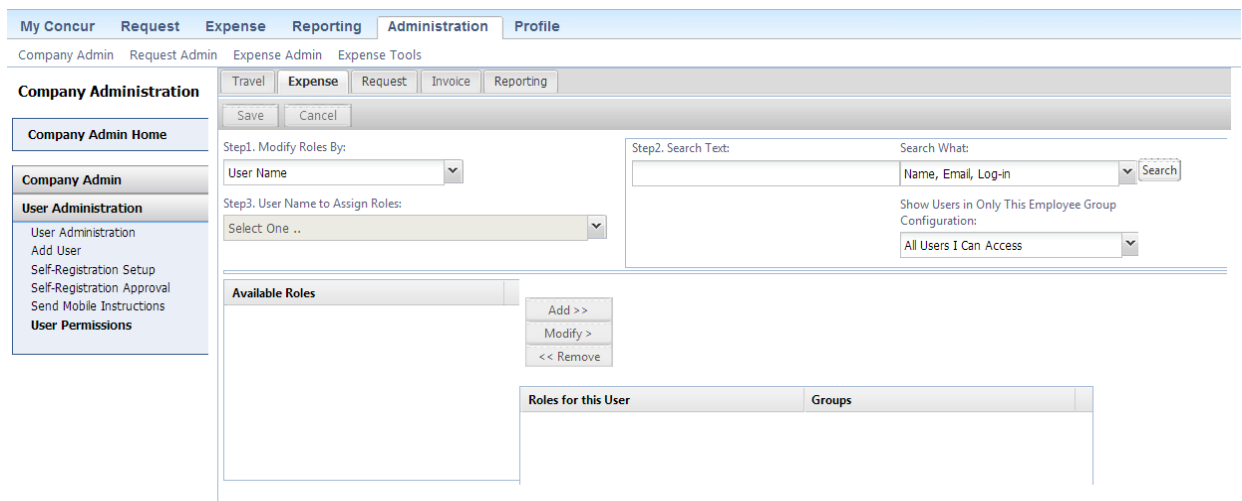 My Concur Request Expense Reporting Administration Profile
Company Admin Request Admin Expense Admin Expense Tools
Company Administration
Company Admin Home
Company Admin
User Administration
User Administration
Add User
Self-Registration Setup
Self-Registration Approval
Send Mobile Instructions
User Permissions
Travel Expense Request Invoice Reporting
Save Cancel
Step1. Modify Roles By:
User Name
Step3. User Name to Assign Roles:
Select One ..
Step2. Search Text:
Search What:
Name, Email, Log-in
Search
Show Users in Only This Employee Group
Configuration:
All Users I Can Access
Available Roles
Add >>
Modify >
<< Remove
Roles for this User Groups